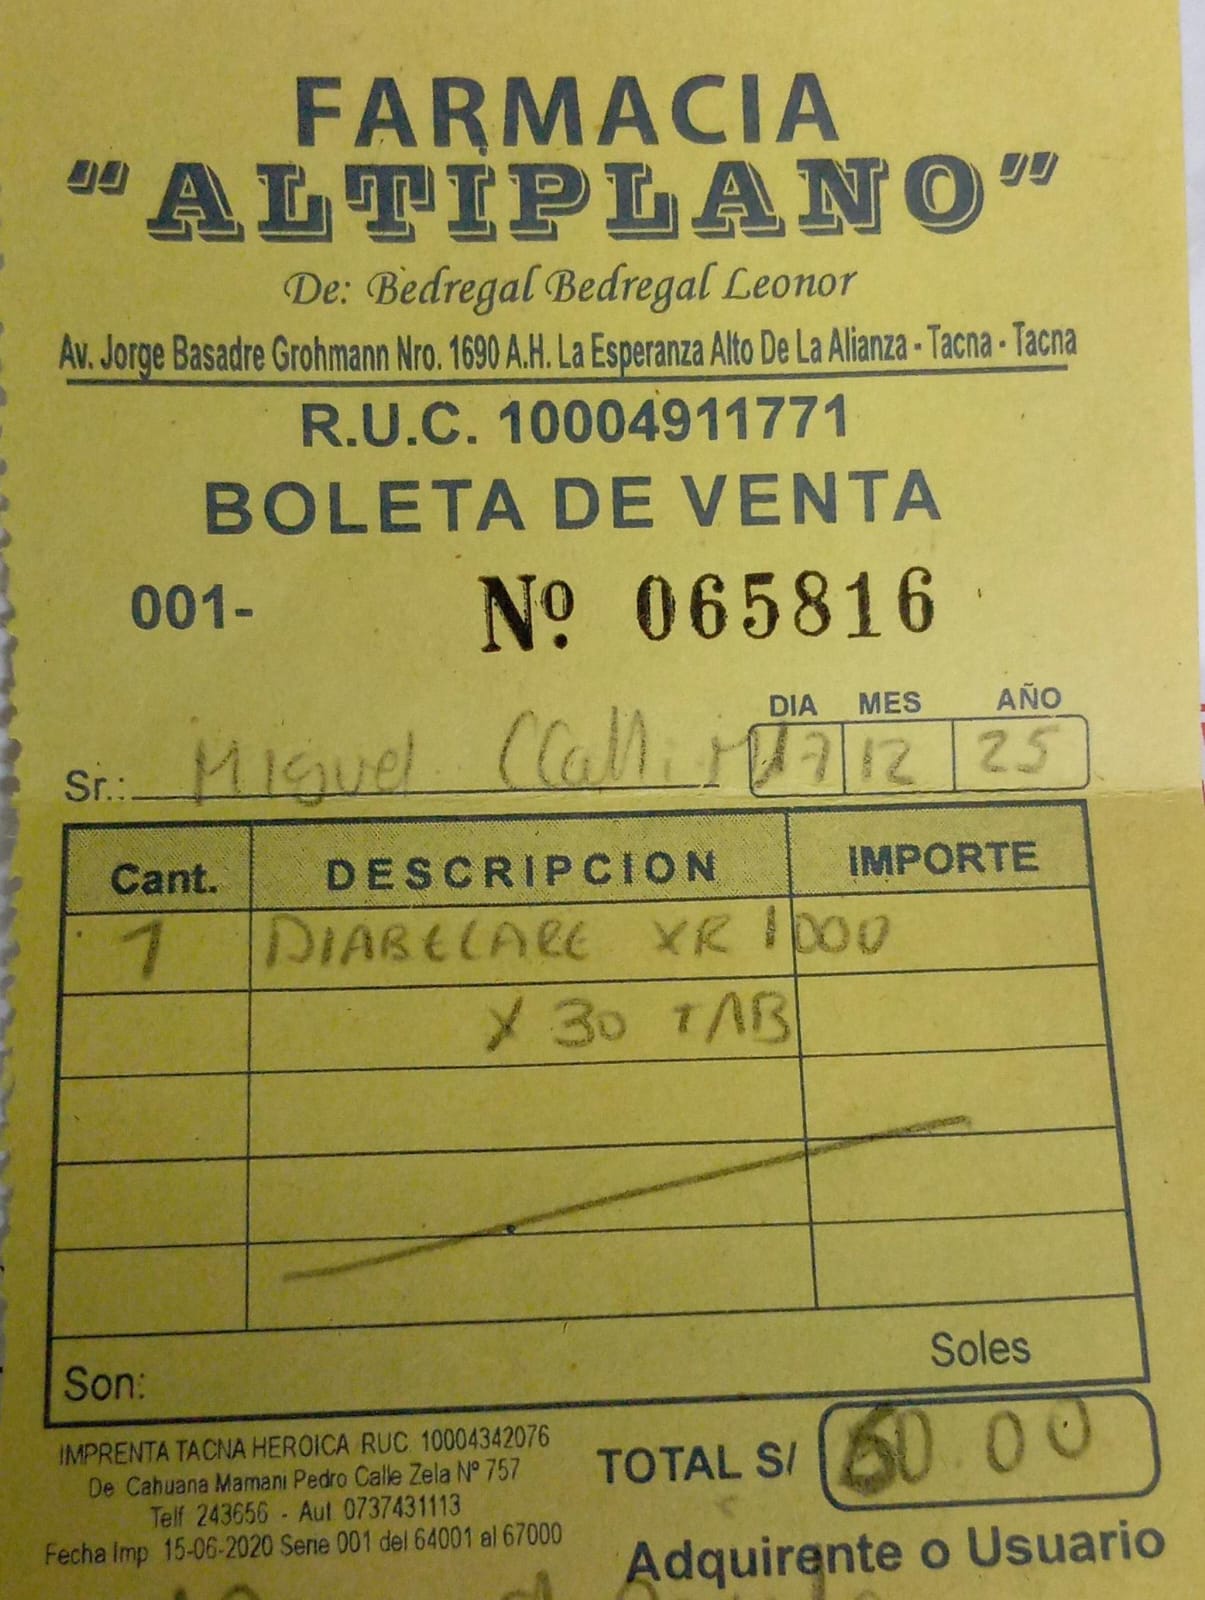 FARMACIA
"ALTIPLANO"
De: Bedregal Bedregal Leonor
Av. Jorge Basadre Grohmann Nro. 1690 A.H. La Esperanza Alto De La Alianza - Tacna - Tacna
R.U.C. 10004911771
BOLETA DE VENTA
001- Nº. 065816
DIA MES AÑO
Sr.: Miguel 12 25
Cant. DESCRIPCION IMPORTE
1 DIABECARE XR 1000
X 30 TAB
Soles
Son:
IMPRENTA TACNA HEROICA RUC 10004342076
De Cahuana Mamani Pedro Calle Zela Nº 757
Telf 243656 - Aut 0737431113
Fecha Imp 15-06-2020 Serie 001 del 64001 al 67000
TOTAL S/ 60.00
Adquirente o Usuario